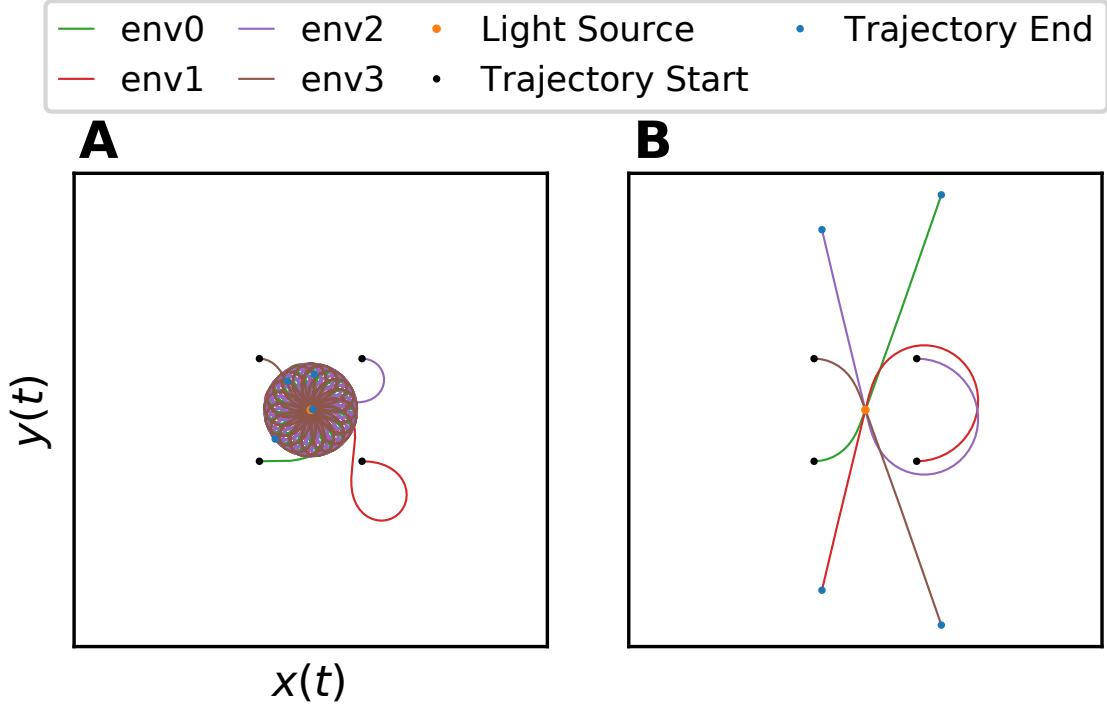 env0 env2 Light Source Trajectory End
env1 env3 Trajectory Start
A B
y(t)
x(t)